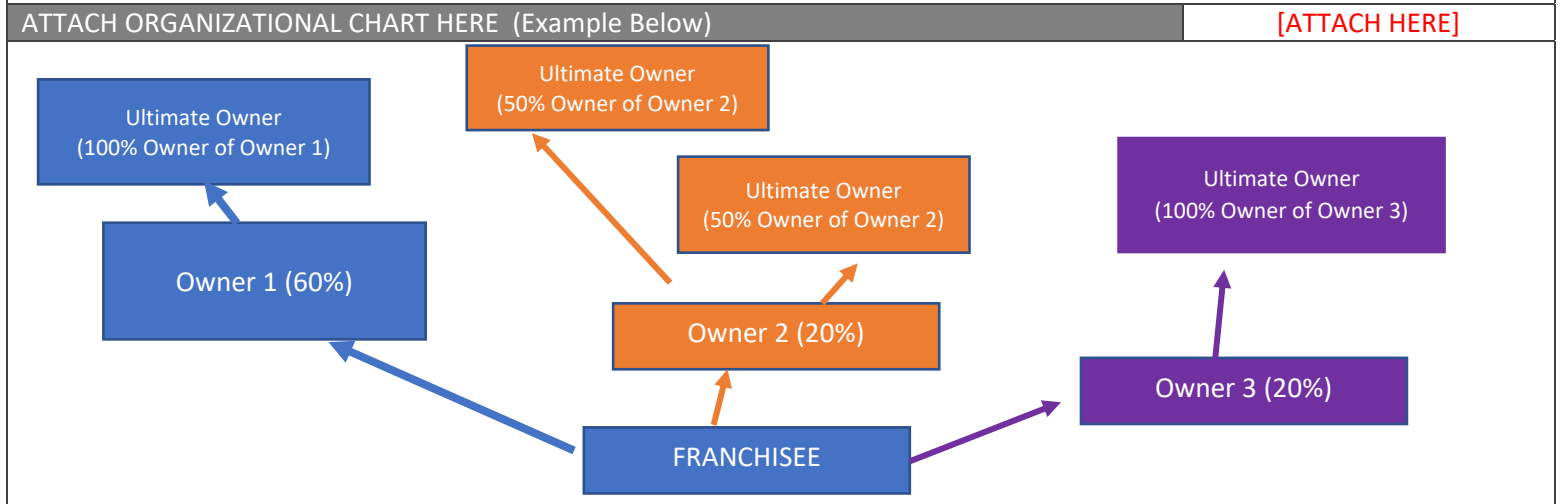 ATTACH ORGANIZATIONAL CHART HERE (Example Below)
[ATTACH HERE]
Ultimate Owner
(50% Owner of Owner 2)
Ultimate Owner
(100% Owner of Owner 1)
Ultimate Owner
(50% Owner of Owner 2)
Ultimate Owner
(100% Owner of Owner 3)
Owner 1 (60%)
Owner 2 (20%)
Owner 3 (20%)
FRANCHISEE